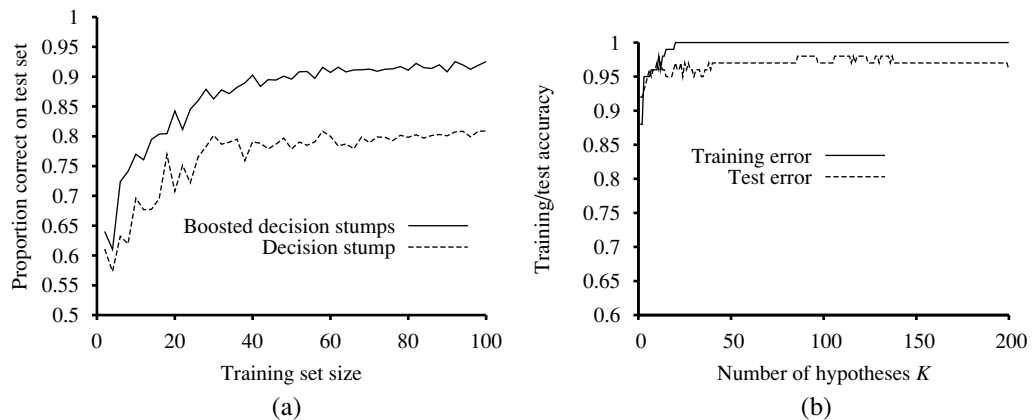 Proportion correct on test set
1
0.95
0.9
0.85
0.8
0.75
0.7
0.65
0.6
0.55
0.5
Boosted decision stumps
Decision stump
0 20 40 60 80 100
Training set size
(a)
Training/test accuracy
1
0.95
0.9
0.85
0.8
0.75
0.7
0.65
0.6
Training error
Test error
0 50 100 150 200
Number of hypotheses K
(b)